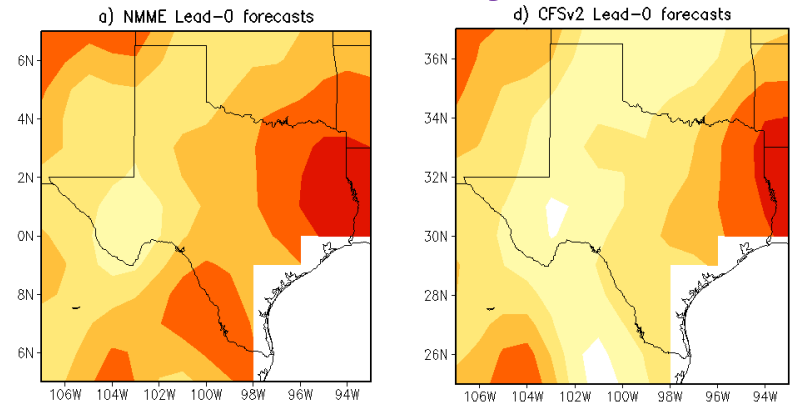 a) NMME Lead-0 forecasts
d) CFSv2 Lead-0 forecasts
6N
4N
2N
0N
8N
6N
106W 104W 102W 100W 98W 96W 94W
36N
34N
32N
30N
28N
26N
106W 104W 102W 100W 98W 96W 94W